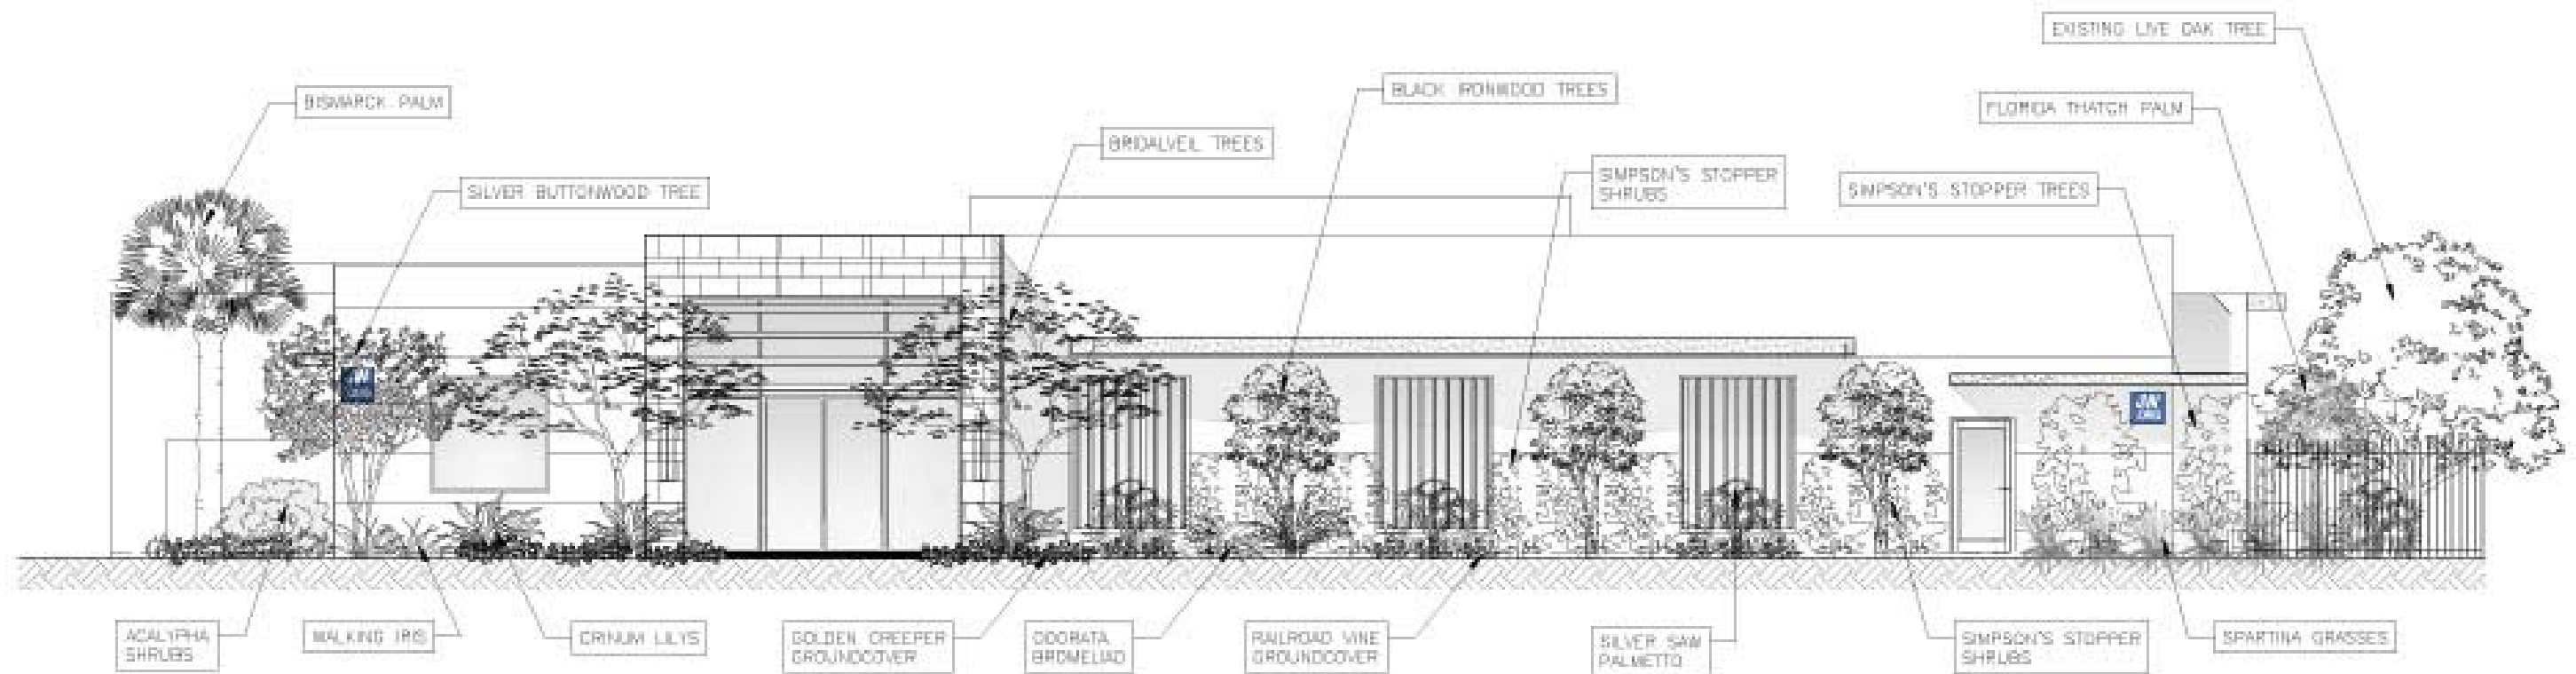 EXISTING LIVE OAK TREE
BISMARCK PALM
BLACK IRONWOOD TREES
FLORIDA THATCH PALM
BRIDALVEIL TREES
SILVER BUTTONWOOD TREE
SIMPSON'S STOPPER
SHRUBS
SIMPSON'S STOPPER TREES
JW
JW
ACALYPHA
SHRUBS
WALKING IRIS
CRINUM LILYS
GOLDEN CREEPER
GROUNDCOVER
ODORATA
BROMELIAD
RAILROAD VINE
GROUNDCOVER
SILVER SAW
PALMETTO
SIMPSON'S STOPPER
SHRUBS
SPARTINA GRASSES